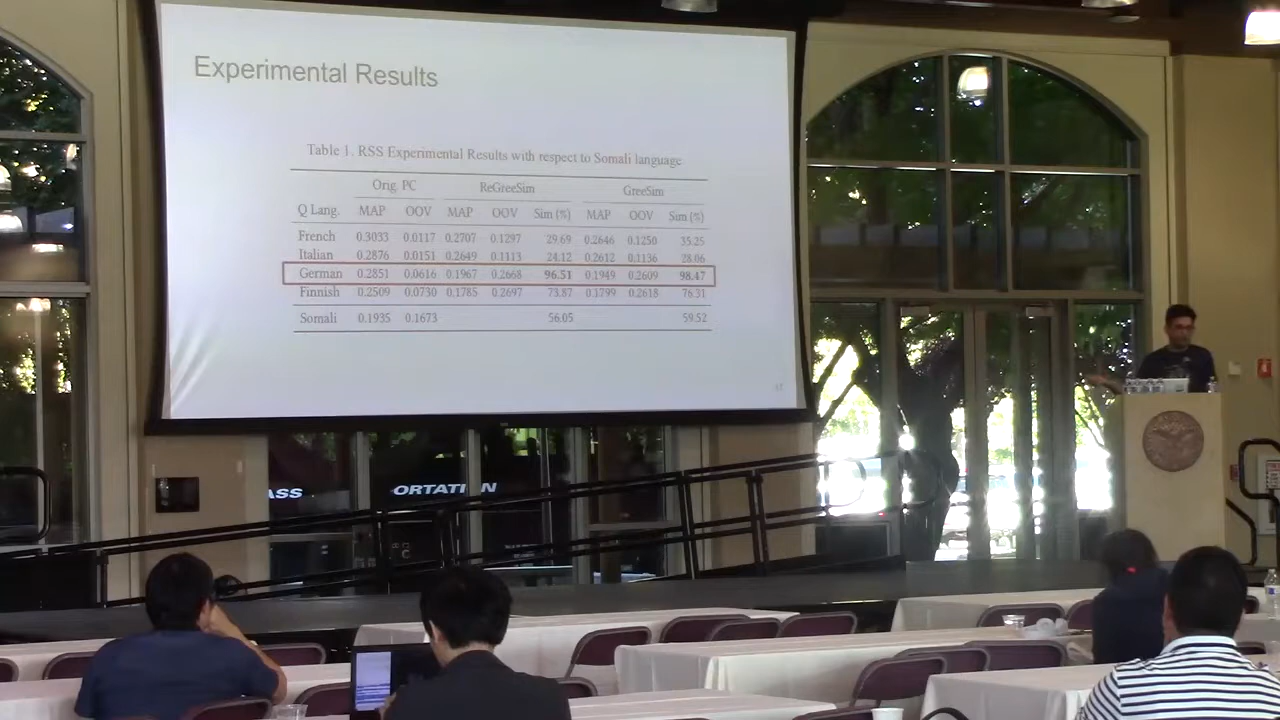 Experimental Results
Table 1. RSS Experimental Results with respect to Somali language
Orig. PC ReGreeSim GreeSim
Q Lang. MAP OOV MAP OOV Sim (%) MAP OOV Sim (%)
French 0.3033 0.0117 0.2707 0.1297 29.69 0.2646 0.1250 35.25
Italian 0.2876 0.0151 0.2649 0.1113 24.12 0.2612 0.1136 28.06
German 0.2851 0.0616 0.1967 0.2668 96.51 0.1949 0.2609 98.47
Finnish 0.2509 0.0730 0.1785 0.2697 73.87 0.1799 0.2618 76.31
Somali 0.1935 0.1673 56.05 59.52
ASS ORTATION